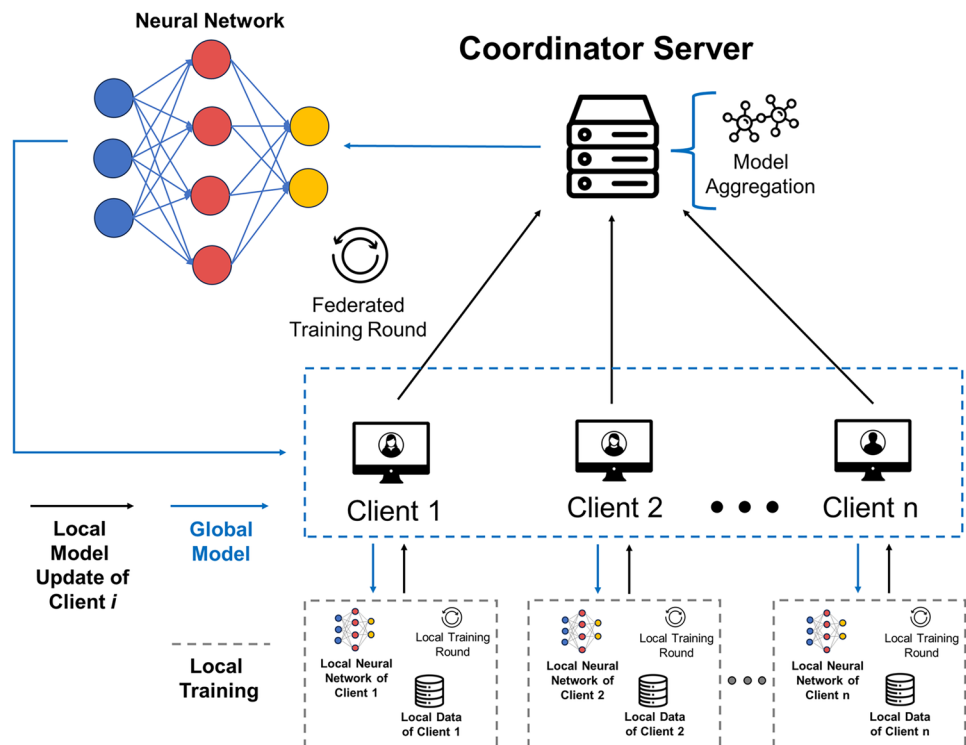 Neural Network
Coordinator Server
Model
Aggregation
Federated
Training Round
Client 1
Client 2
Client n
Local
Model
Update of
Client i
Global
Model
Local
Training
Local Training
Round
Local Neural
Network of
Client 1
Local Data
of Client 1
Local Training
Round
Local Neural
Network of
Client 2
Local Data
of Client 2
Local Training
Round
Local Neural
Network of
Client n
Local Data
of Client n